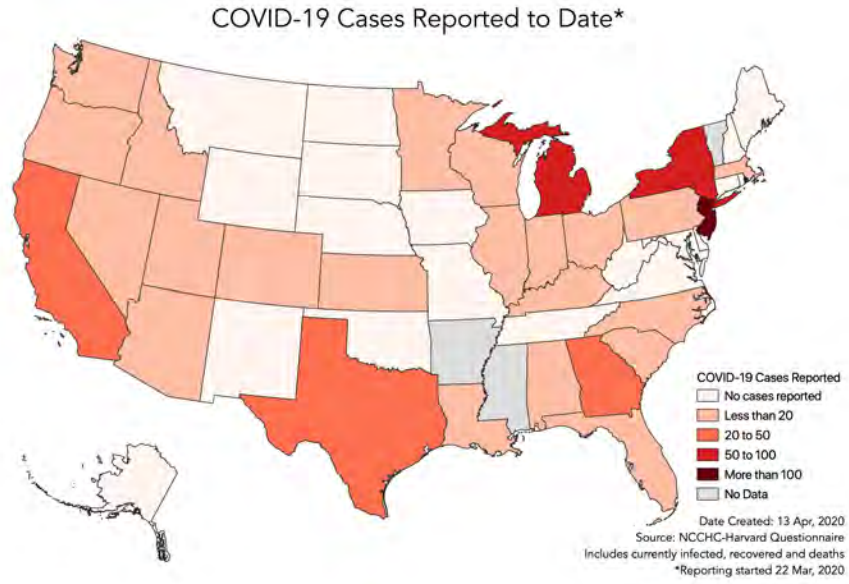 COVID-19 Cases Reported to Date*
COVID-19 Cases Reported
No cases reported
Less than 20
20 to 50
50 to 100
More than 100
No Data
Date Created: 13 Apr, 2020
Source: NCCHC-Harvard Questionnaire
Includes currently infected, recovered and deaths
*Reporting started 22 Mar, 2020